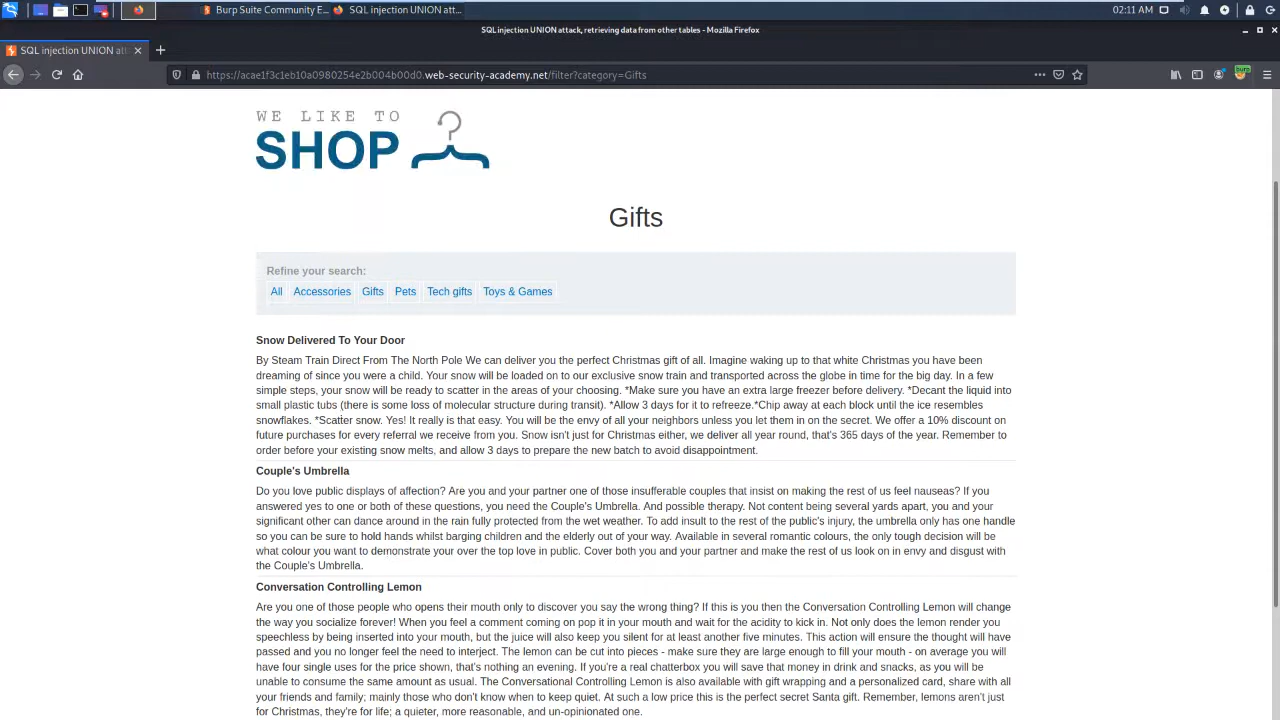 Burp Suite Community E...
SQL injection UNION att...
02:11 AM
SQL injection UNION attack, retrieving data from other tables - Mozilla Firefox
SQL injection UNION att
https://acae1f3c1eb10a0980254e2b004b00d0.web-security-academy.net/filter?category=Gifts
Burp
WE LIKE TO
SHOP
Gifts
Refine your search:
All Accessories Gifts Pets Tech gifts Toys & Games
Snow Delivered To Your Door
By Steam Train Direct From The North Pole We can deliver you the perfect Christmas gift of all. Imagine waking up to that white Christmas you have been
dreaming of since you were a child. Your snow will be loaded on to our exclusive snow train and transported across the globe in time for the big day. In a few
simple steps, your snow will be ready to scatter in the areas of your choosing. *Make sure you have an extra large freezer before delivery. *Decant the liquid into
small plastic tubs (there is some loss of molecular structure during transit). *Allow 3 days for it to refreeze.*Chip away at each block until the ice resembles
snowflakes. *Scatter snow. Yes! It really is that easy. You will be the envy of all your neighbors unless you let them in on the secret. We offer a 10% discount on
future purchases for every referral we receive from you. Snow isn't just for Christmas either, we deliver all year round, that's 365 days of the year. Remember to
order before your existing snow melts, and allow 3 days to prepare the new batch to avoid disappointment.
Couple's Umbrella
Do you love public displays of affection? Are you and your partner one of those insufferable couples that insist on making the rest of us feel nauseas? If you
answered yes to one or both of these questions, you need the Couple's Umbrella. And possible therapy. Not content being several yards apart, you and your
significant other can dance around in the rain fully protected from the wet weather. To add insult to the rest of the public's injury, the umbrella only has one handle
so you can be sure to hold hands whilst barging children and the elderly out of your way. Available in several romantic colours, the only tough decision will be
what colour you want to demonstrate your over the top love in public. Cover both you and your partner and make the rest of us look on in envy and disgust with
the Couple's Umbrella.
Conversation Controlling Lemon
Are you one of those people who opens their mouth only to discover you say the wrong thing? If this is you then the Conversation Controlling Lemon will change
the way you socialize forever! When you feel a comment coming on pop it in your mouth and wait for the acidity to kick in. Not only does the lemon render you
speechless by being inserted into your mouth, but the juice will also keep you silent for at least another five minutes. This action will ensure the thought will have
passed and you no longer feel the need to interject. The lemon can be cut into pieces - make sure they are large enough to fill your mouth - on average you will
have four single uses for the price shown, that's nothing an evening. If you're a real chatterbox you will save that money in drink and snacks, as you will be
unable to consume the same amount as usual. The Conversational Controlling Lemon is also available with gift wrapping and a personalized card, share with all
your friends and family; mainly those who don't know when to keep quiet. At such a low price this is the perfect secret Santa gift. Remember, lemons aren't just
for Christmas, they're for life; a quieter, more reasonable, and un-opinionated one.